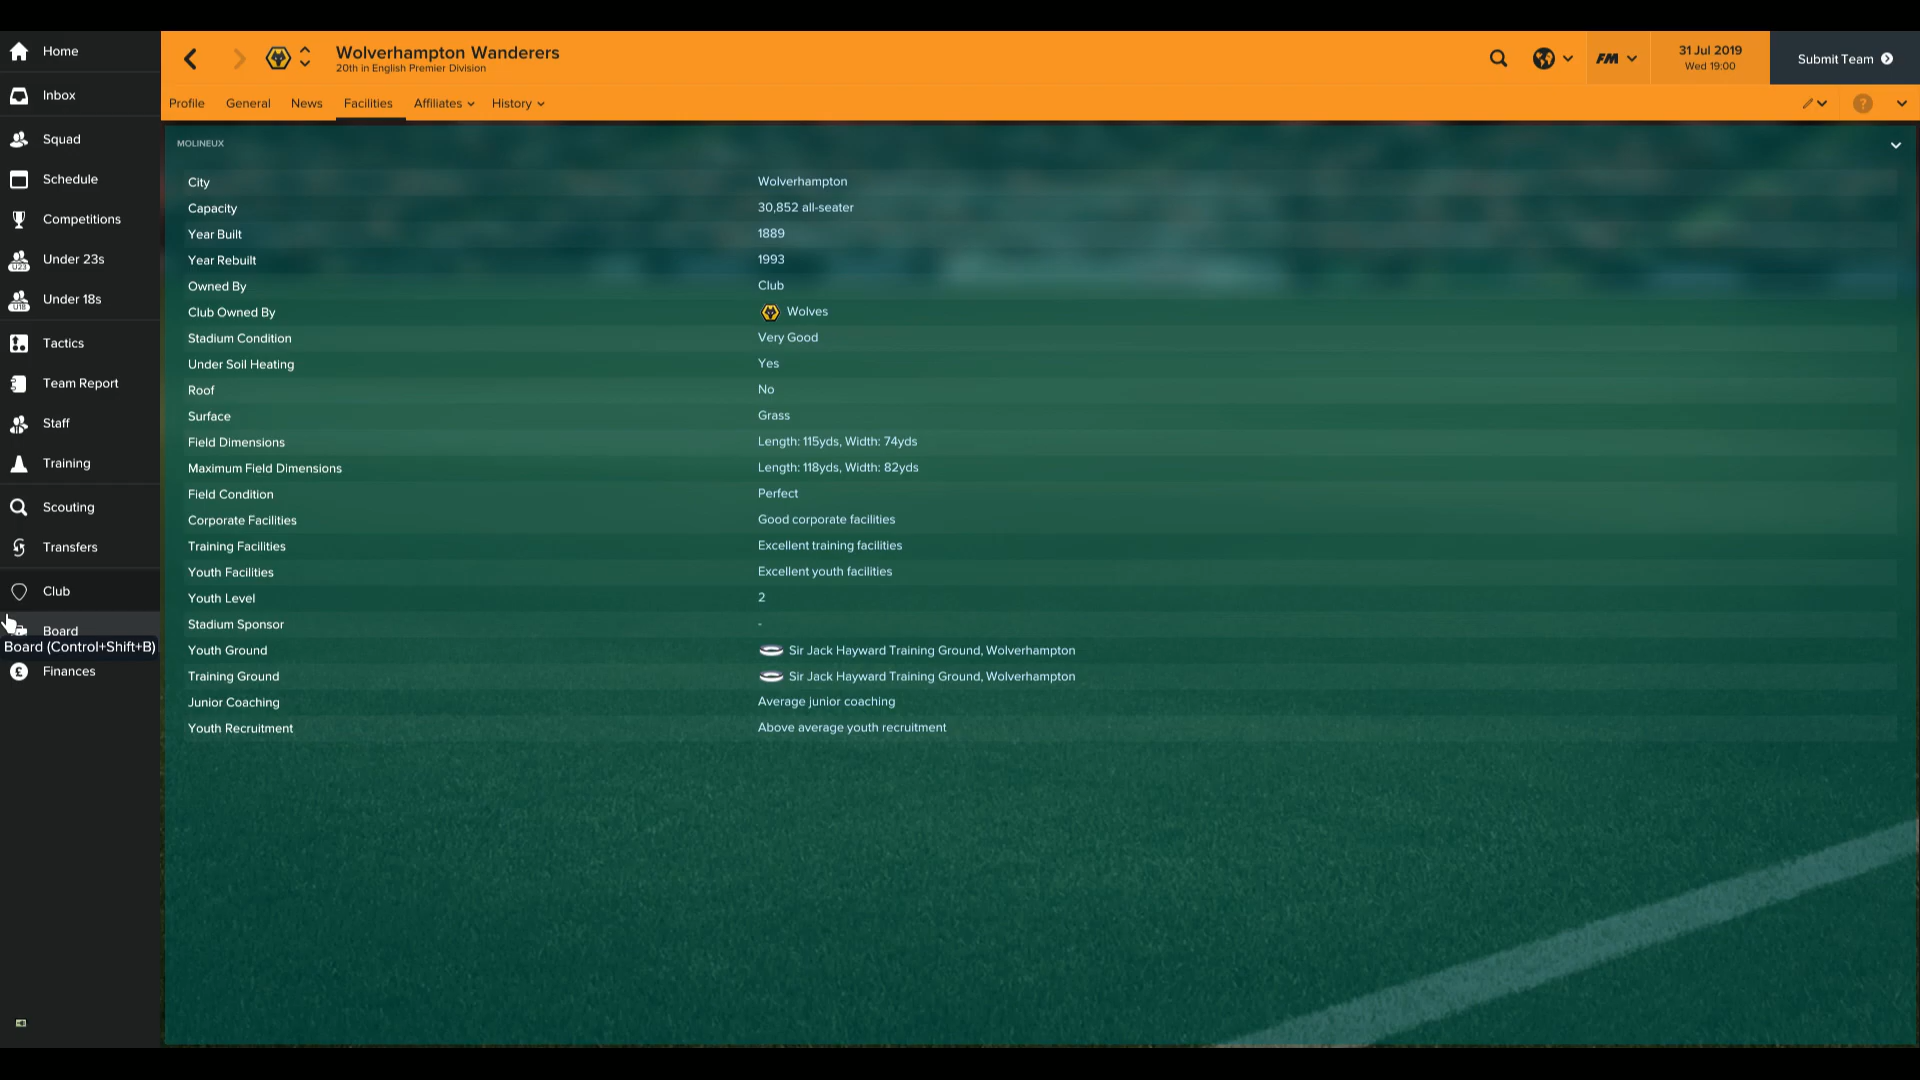 Home
Inbox
Squad
Schedule
Competitions
Under 23s
Under 18s
Tactics
Team Report
Staff
Training
Scouting
Transfers
Club
Board
Board (Control+Shift+B)
Finances
Wolverhampton Wanderers
20th in English Premier Division
FM
31 Jul 2019
Wed 19:00
Submit Team
Profile General News Facilities Affiliates History
?
MOLINEUX
City Wolverhampton
Capacity 30,852 all-seater
Year Built 1889
Year Rebuilt 1993
Owned By Club
Club Owned By Wolves
Stadium Condition Very Good
Under Soil Heating Yes
Roof No
Surface Grass
Field Dimensions Length: 115yds, Width: 74yds
Maximum Field Dimensions Length: 118yds, Width: 82yds
Field Condition Perfect
Corporate Facilities Good corporate facilities
Training Facilities Excellent training facilities
Youth Facilities Excellent youth facilities
Youth Level 2
Stadium Sponsor -
Youth Ground Sir Jack Hayward Training Ground, Wolverhampton
Training Ground Sir Jack Hayward Training Ground, Wolverhampton
Junior Coaching Average junior coaching
Youth Recruitment Above average youth recruitment